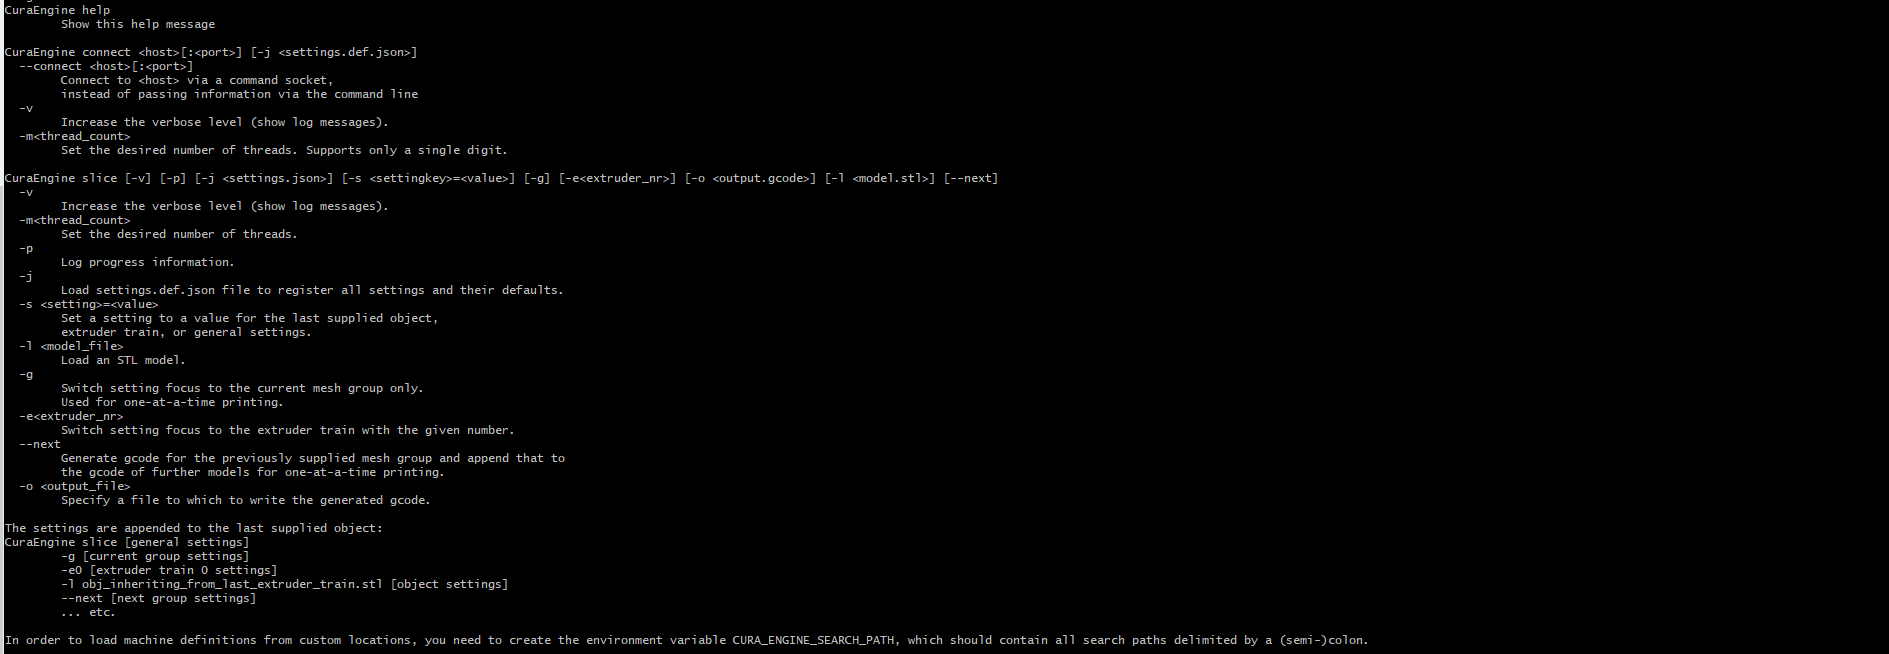 CuraEngine help
Show this help message
CuraEngine connect <host>[:<port>] [-j <settings.def.json>]
--connect <host>[:<port>]
Connect to <host> via a command socket,
instead of passing information via the command line
-v
Increase the verbose level (show log messages).
-m<thread_count>
Set the desired number of threads. Supports only a single digit.
CuraEngine slice [-v] [-p] [-j <settings.json>] [-s <settingkey>=<value>] [-g] [-e<extruder_nr>] [-o <output.gcode>] [-l <model.stl>] [--next]
-v
Increase the verbose level (show log messages).
-m<thread_count>
Set the desired number of threads.
-p
Log progress information.
-j
Load settings.def.json file to register all settings and their defaults.
-s <setting>=<value>
Set a setting to a value for the last supplied object,
extruder train, or general settings.
-l <model_file>
Load an STL model.
-g
Switch setting focus to the current mesh group only.
Used for one-at-a-time printing.
-e<extruder_nr>
Switch setting focus to the extruder train with the given number.
--next
Generate gcode for the previously supplied mesh group and append that to
the gcode of further models for one-at-a-time printing.
-o <output_file>
Specify a file to which to write the generated gcode.
The settings are appended to the last supplied object:
CuraEngine slice [general settings]
-g [current group settings]
-e0 [extruder train 0 settings]
-l obj_inheriting_from_last_extruder_train.stl [object settings]
--next [next group settings]
... etc.
In order to load machine definitions from custom locations, you need to create the environment variable CURA_ENGINE_SEARCH_PATH, which should contain all search paths delimited by a (semi-)colon.